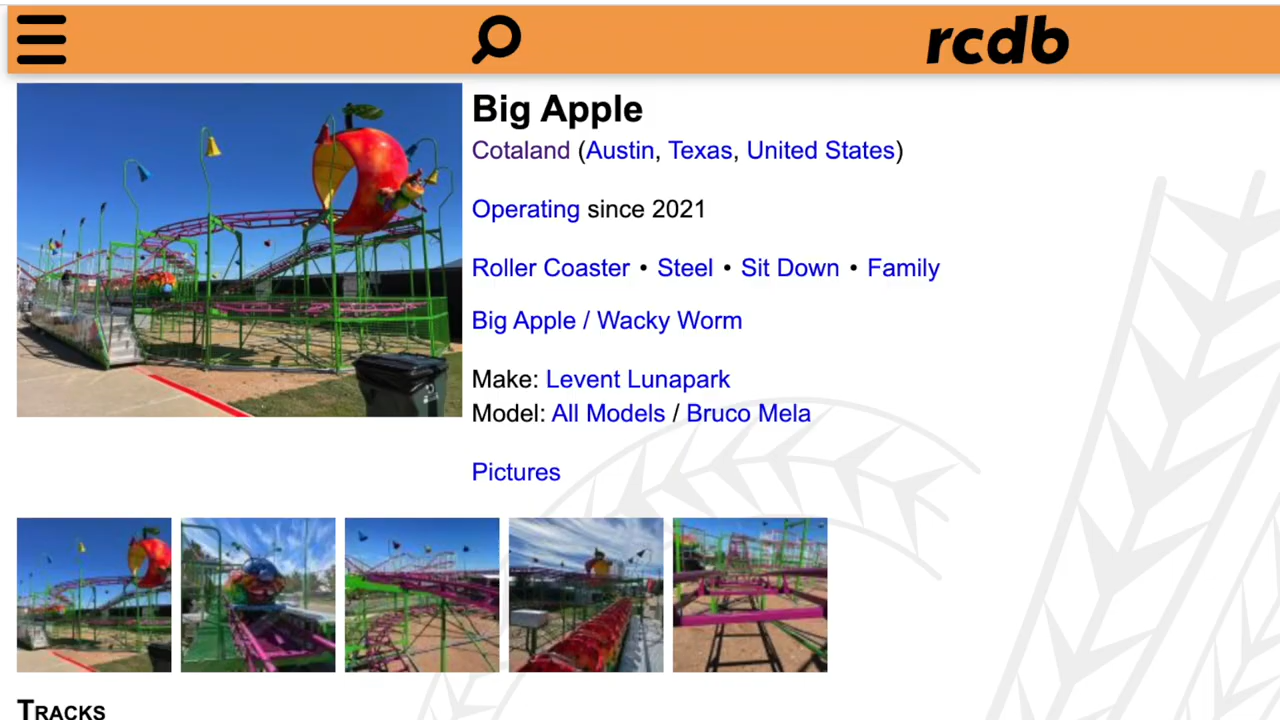 rcdb
Big Apple
Cotaland (Austin, Texas, United States)
Operating since 2021
Roller Coaster • Steel • Sit Down • Family
Big Apple / Wacky Worm
Make: Levent Lunapark
Model: All Models / Bruco Mela
Pictures
Tracks